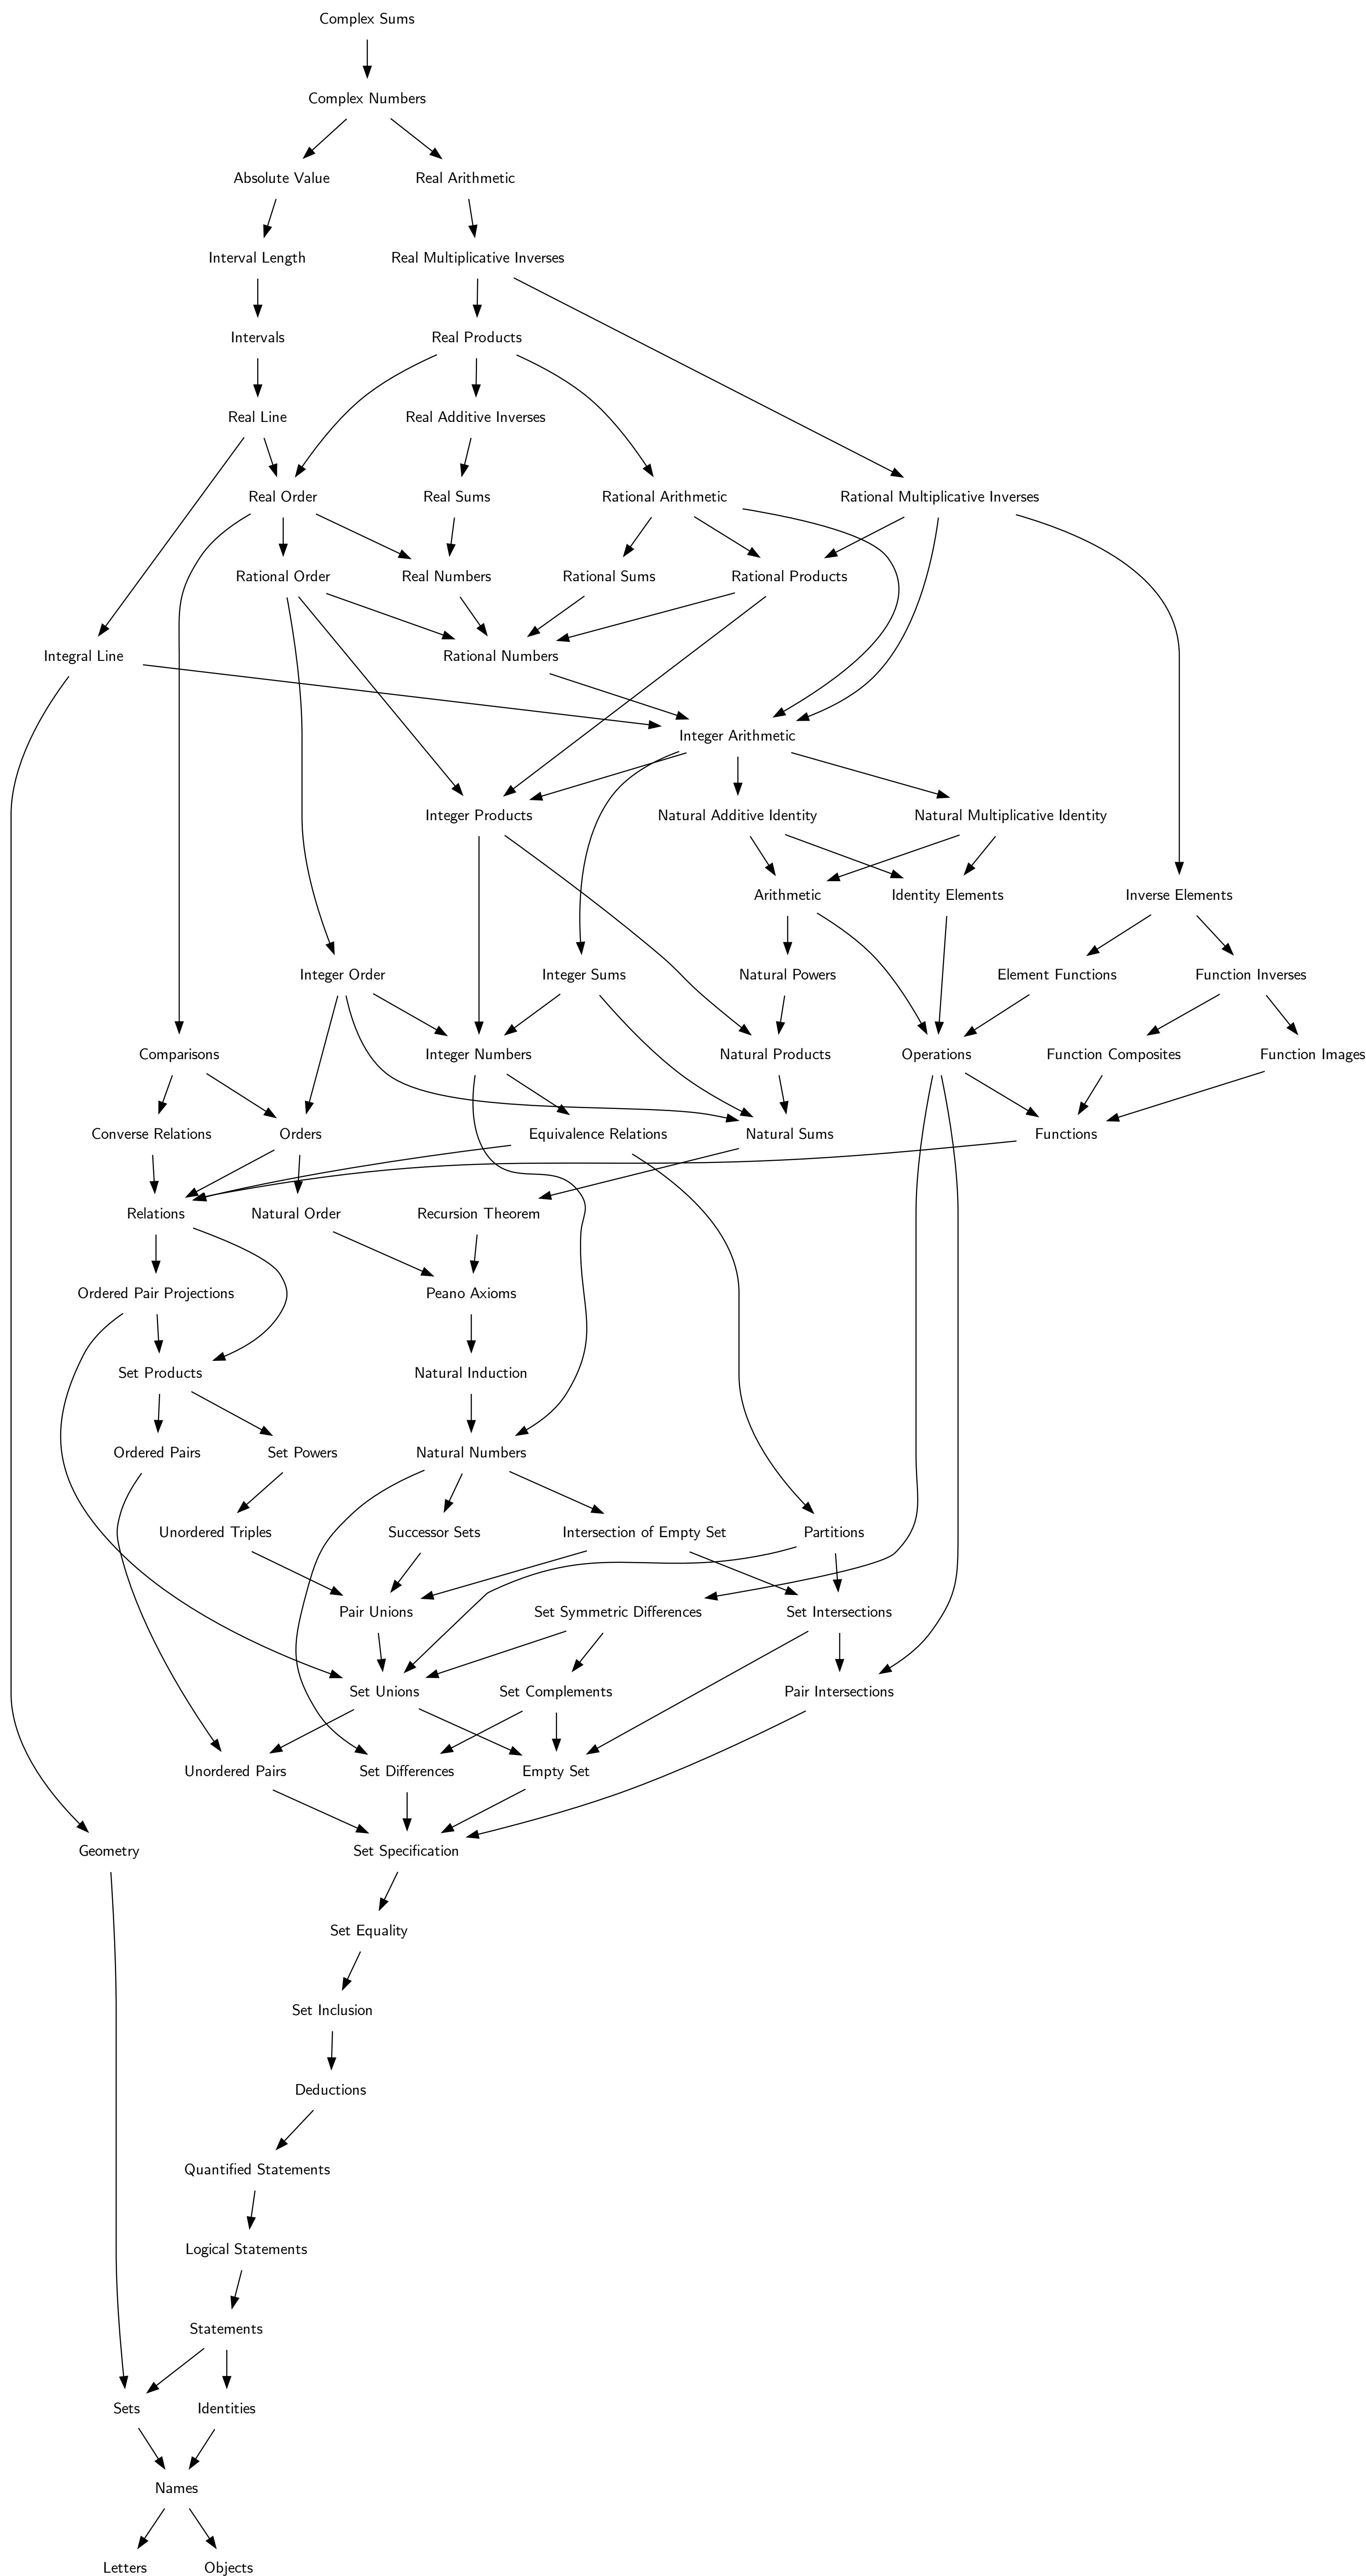 Complex Sums
Complex Numbers
Absolute Value
Real Arithmetic
Interval Length
Real Multiplicative Inverses
Intervals
Real Products
Real Line
Real Additive Inverses
Real Order
Real Sums
Rational Arithmetic
Rational Multiplicative Inverses
Rational Order
Real Numbers
Rational Sums
Rational Products
Integral Line
Rational Numbers
Integer Arithmetic
Integer Products
Natural Additive Identity
Natural Multiplicative Identity
Arithmetic
Identity Elements
Inverse Elements
Integer Order
Integer Sums
Natural Powers
Element Functions
Function Inverses
Comparisons
Integer Numbers
Natural Products
Operations
Function Composites
Function Images
Converse Relations
Orders
Equivalence Relations
Natural Sums
Functions
Relations
Natural Order
Recursion Theorem
Ordered Pair Projections
Peano Axioms
Set Products
Natural Induction
Ordered Pairs
Set Powers
Natural Numbers
Unordered Triples
Successor Sets
Intersection of Empty Set
Partitions
Pair Unions
Set Symmetric Differences
Set Intersections
Set Unions
Set Complements
Pair Intersections
Unordered Pairs
Set Differences
Empty Set
Geometry
Set Specification
Set Equality
Set Inclusion
Deductions
Quantified Statements
Logical Statements
Statements
Sets
Identities
Names
Letters
Objects